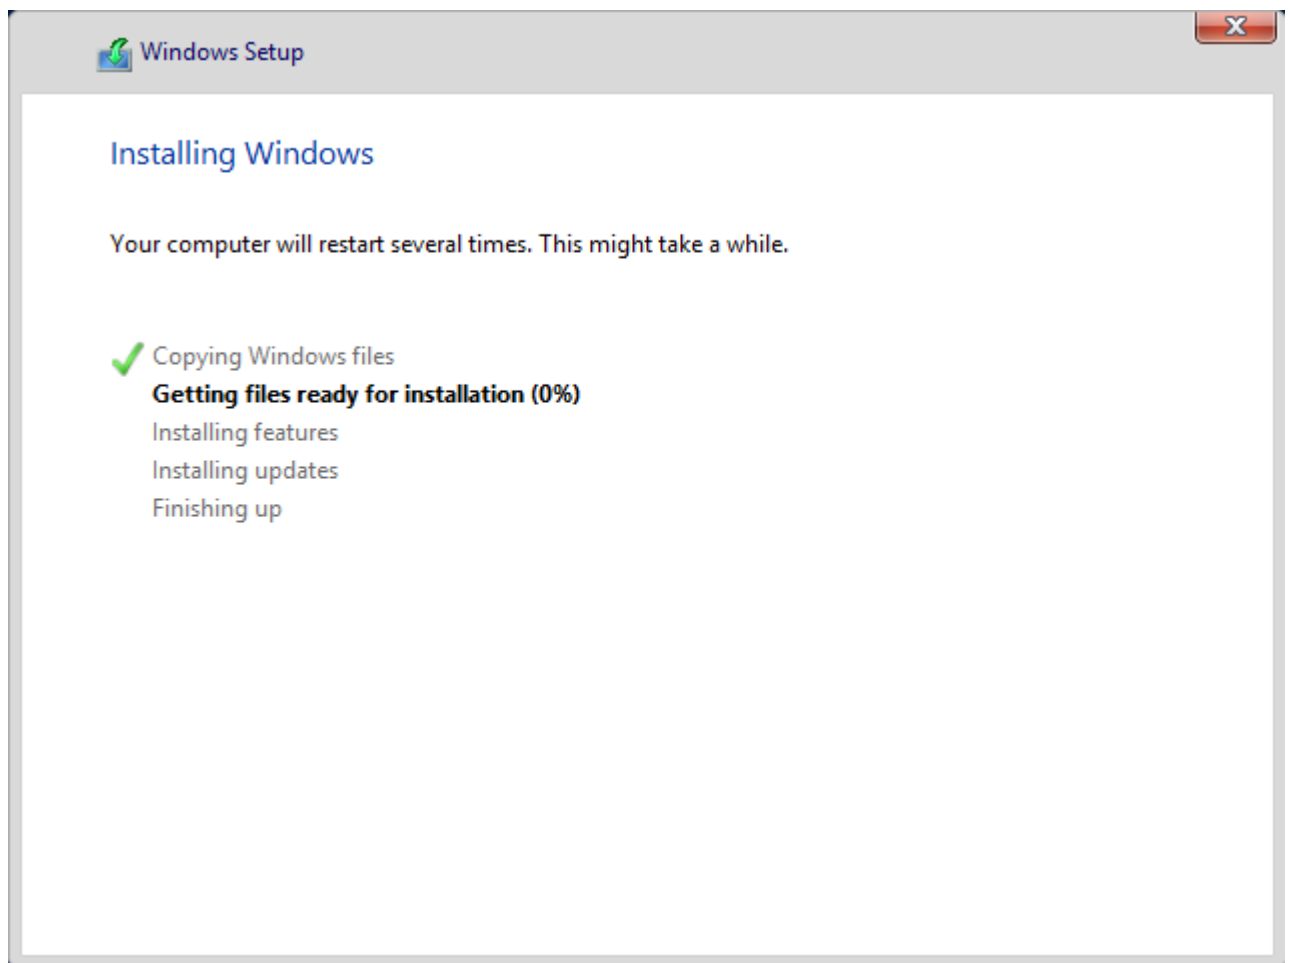 Windows Setup
Installing Windows
Your computer will restart several times. This might take a while.
Copying Windows files
Getting files ready for installation (0%)
Installing features
Installing updates
Finishing up